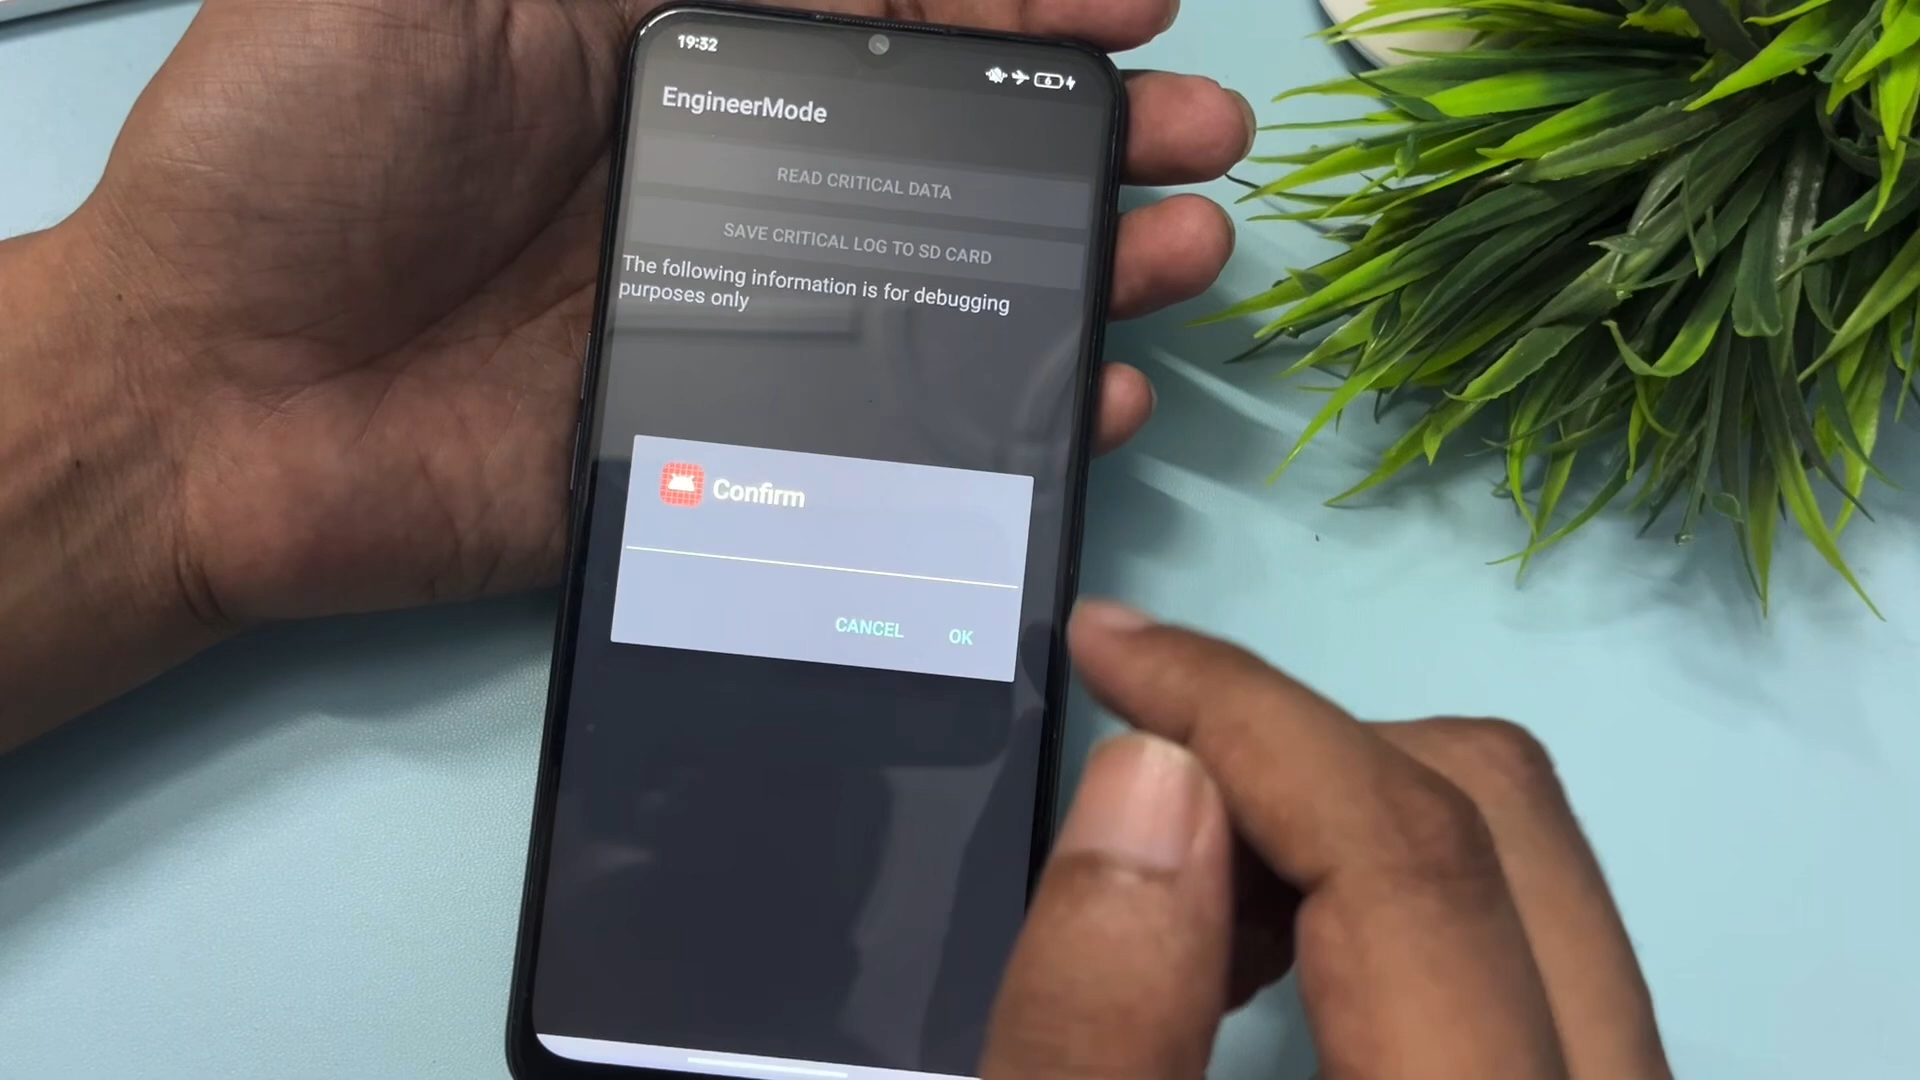 19:32
6
EngineerMode
READ CRITICAL DATA
SAVE CRITICAL LOG TO SD CARD
The following information is for debugging
purposes only
Confirm
CANCEL OK